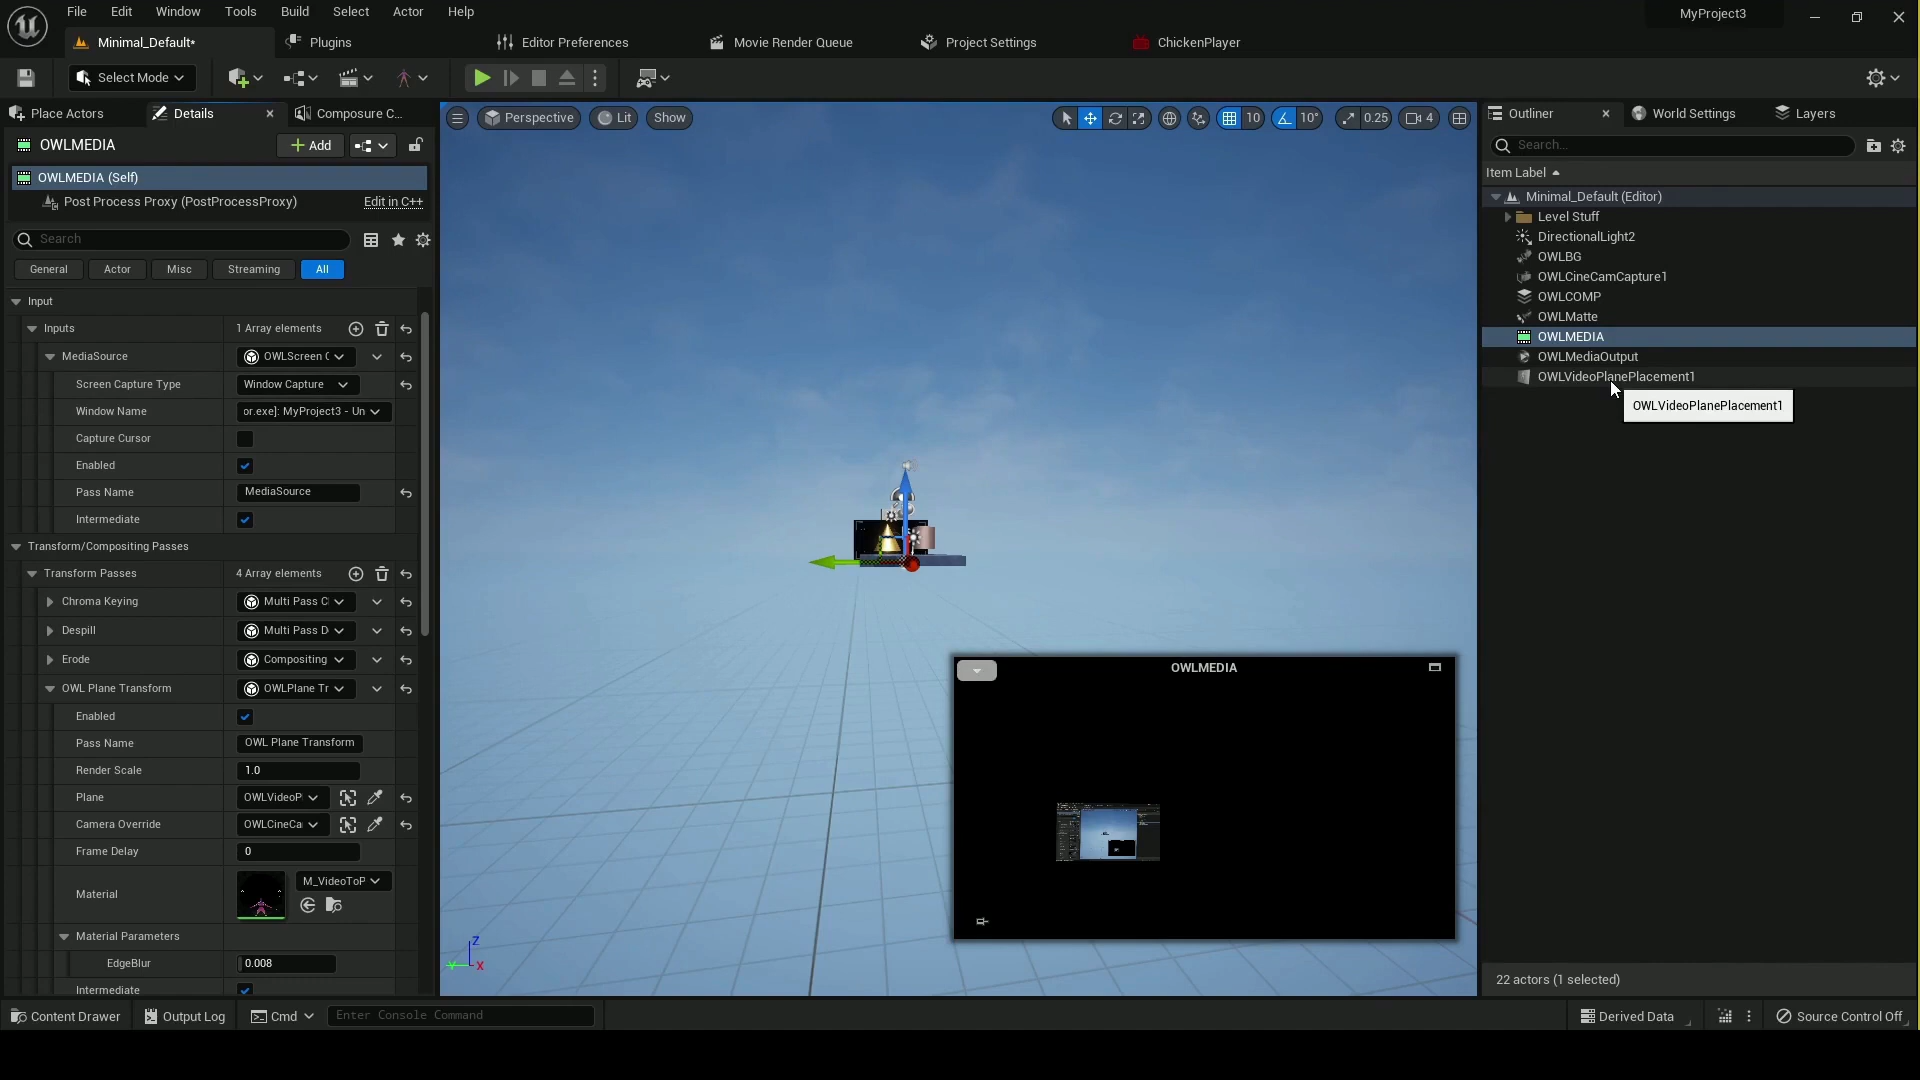 File Edit Window Tools Build Select Actor Help MyProject3
Minimal_Default* Plugins Editor Preferences Movie Render Queue Project Settings ChickenPlayer
Select Mode
Place Actors Details Composure C...
OWLMEDIA Add
OWLMEDIA (Self)
Post Process Proxy (PostProcessProxy) Edit in C++
Search
General Actor Misc Streaming All
Input
Inputs 1 Array elements
MediaSource OWLScreen C
Screen Capture Type Window Capture
Window Name or.exe]: MyProject3 - Un
Capture Cursor
Enabled
Pass Name MediaSource
Intermediate
Transform/Compositing Passes
Transform Passes 4 Array elements
Chroma Keying Multi Pass C
Despill Multi Pass D
Erode Compositing
OWL Plane Transform OWLPlane Tr
Enabled
Pass Name OWL Plane Transform
Render Scale 1.0
Plane OWLVideoP
Camera Override OWLCineCa
Frame Delay 0
Material M_VideoToP
Material Parameters
EdgeBlur 0.008
Intermediate
Perspective Lit Show 10 10° 0.25 4
OWLMEDIA
Z
Y X
Outliner World Settings Layers
Search...
Item Label
Minimal_Default (Editor)
Level Stuff
DirectionalLight2
OWLBG
OWLCineCamCapture1
OWLCOMP
OWLMatte
OWLMEDIA
OWLMediaOutput
OWLVideoPlanePlacement1
OWLVideoPlanePlacement1
22 actors (1 selected)
Content Drawer Output Log Cmd Enter Console Command Derived Data Source Control Off